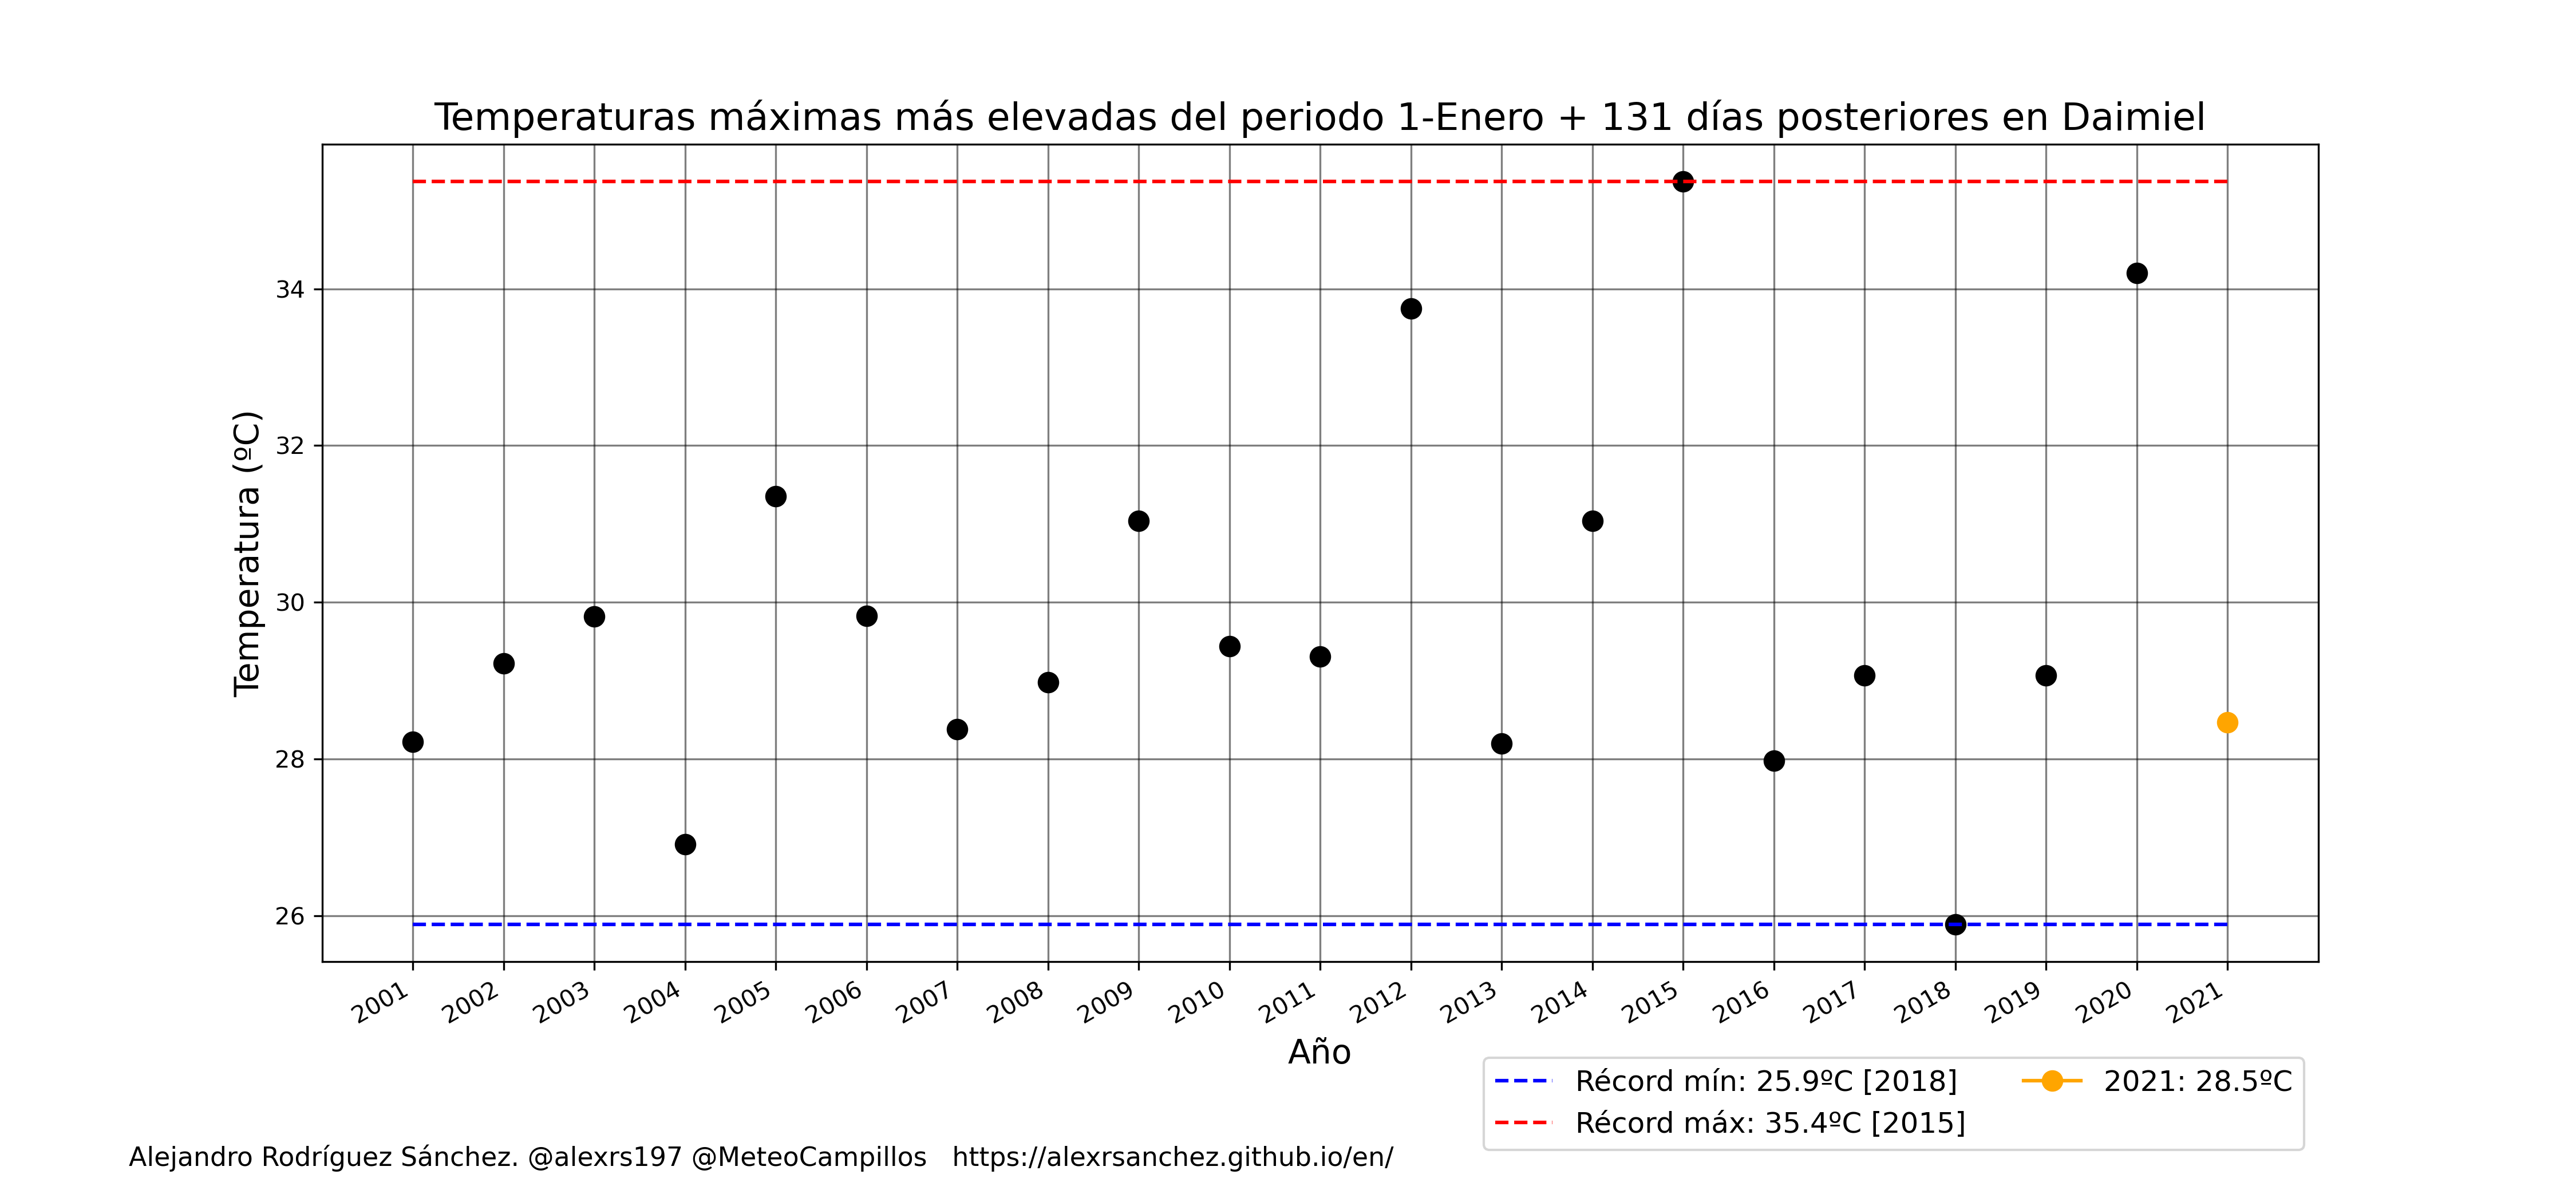 Temperaturas máximas más elevadas del periodo 1-Enero + 131 días posteriores en Daimiel
Temperatura (ºC)
34
32
30
28
26
2001 2002 2003 2004 2005 2006 2007 2008 2009 2010 2011 2012 2013 2014 2015 2016 2017 2018 2019 2020 2021
Año
Récord mín: 25.9ºC [2018] 2021: 28.5ºC
Récord máx: 35.4ºC [2015]
Alejandro Rodríguez Sánchez. @alexrs197 @MeteoCampillos https://alexrsanchez.github.io/en/